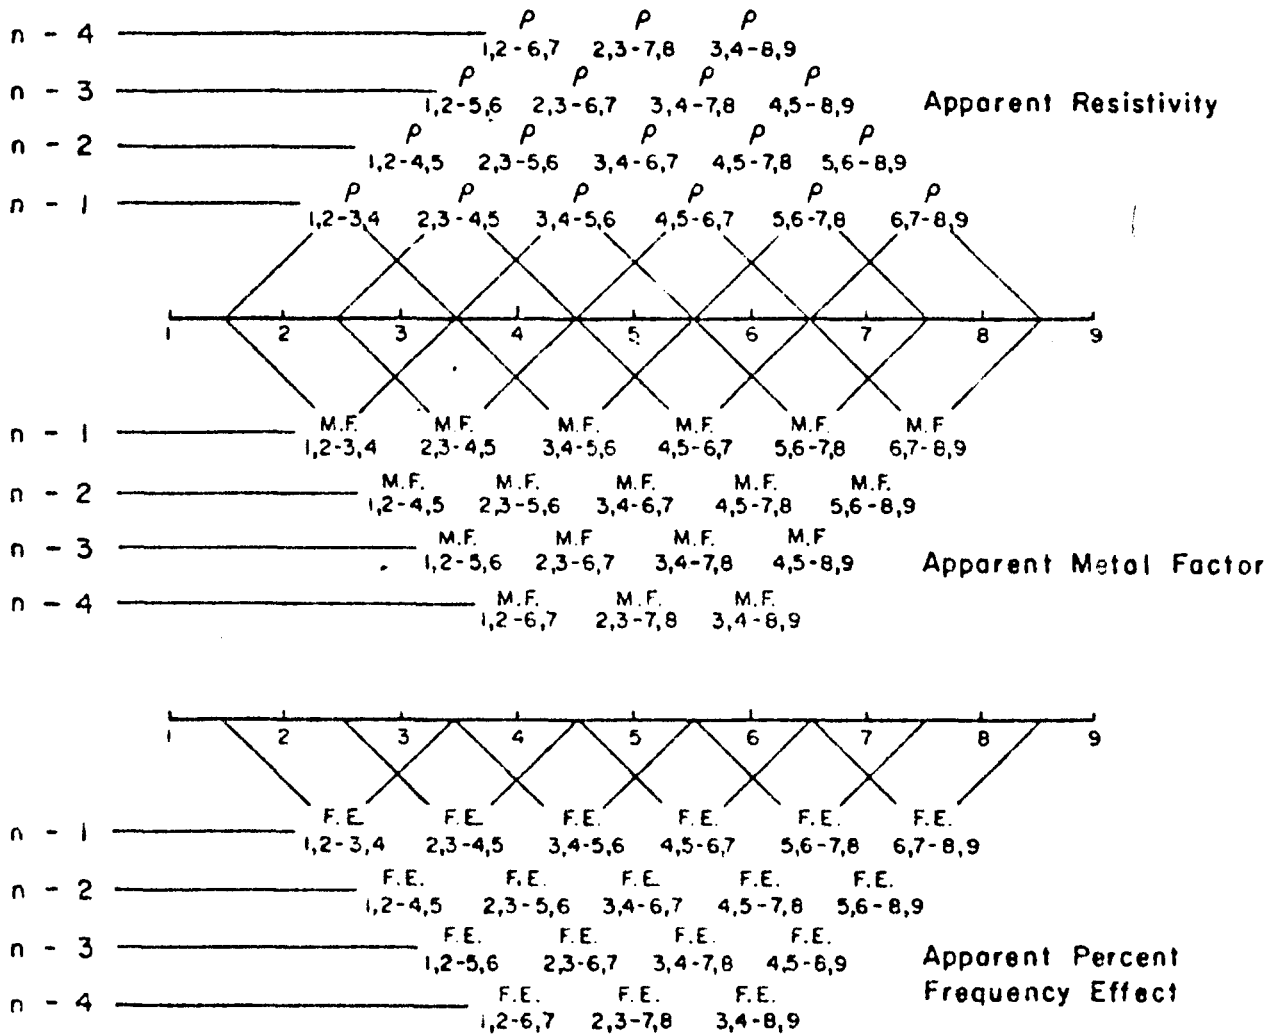 ρ ρ ρ
n - 4 1,2-6,7 2,3-7,8 3,4-8,9
ρ ρ ρ ρ
n - 3 1,2-5,6 2,3-6,7 3,4-7,8 4,5-8,9 Apparent Resistivity
ρ ρ ρ ρ ρ
n - 2 1,2-4,5 2,3-5,6 3,4-6,7 4,5-7,8 5,6-8,9
ρ ρ ρ ρ ρ ρ
n - 1 1,2-3,4 2,3-4,5 3,4-5,6 4,5-6,7 5,6-7,8 6,7-8,9
1 2 3 4 5 6 7 8 9
M.F. M.F. M.F. M.F. M.F. M.F
n - 1 1,2-3,4 2,3-4,5 3,4-5,6 4,5-6,7 5,6-7,8 6,7-8,9
M.F. M.F. M.F. M.F. M.F.
n - 2 1,2-4,5 2,3-5,6 3,4-6,7 4,5-7,8 5,6-8,9
M.F. M.F M.F. M.F
n - 3 1,2-5,6 2,3-6,7 3,4-7,8 4,5-8,9 Apparent Metal Factor
M.F. M.F. M.F.
n - 4 1,2-6,7 2,3-7,8 3,4-8,9
1 2 3 4 5 6 7 8 9
F.E. F.E. F.E. F.E. F.E. F.E.
n - 1 1,2-3,4 2,3-4,5 3,4-5,6 4,5-6,7 5,6-7,8 6,7-8,9
F.E. F.E. F.E. F.E. F.E.
n - 2 1,2-4,5 2,3-5,6 3,4-6,7 4,5-7,8 5,6-8,9
F.E. F.E. F.E. F.E.
n - 3 1,2-5,6 2,3-6,7 3,4-7,8 4,5-8,9 Apparent Percent
Frequency Effect
F.E. F.E. F.E.
n - 4 1,2-6,7 2,3-7,8 3,4-8,9